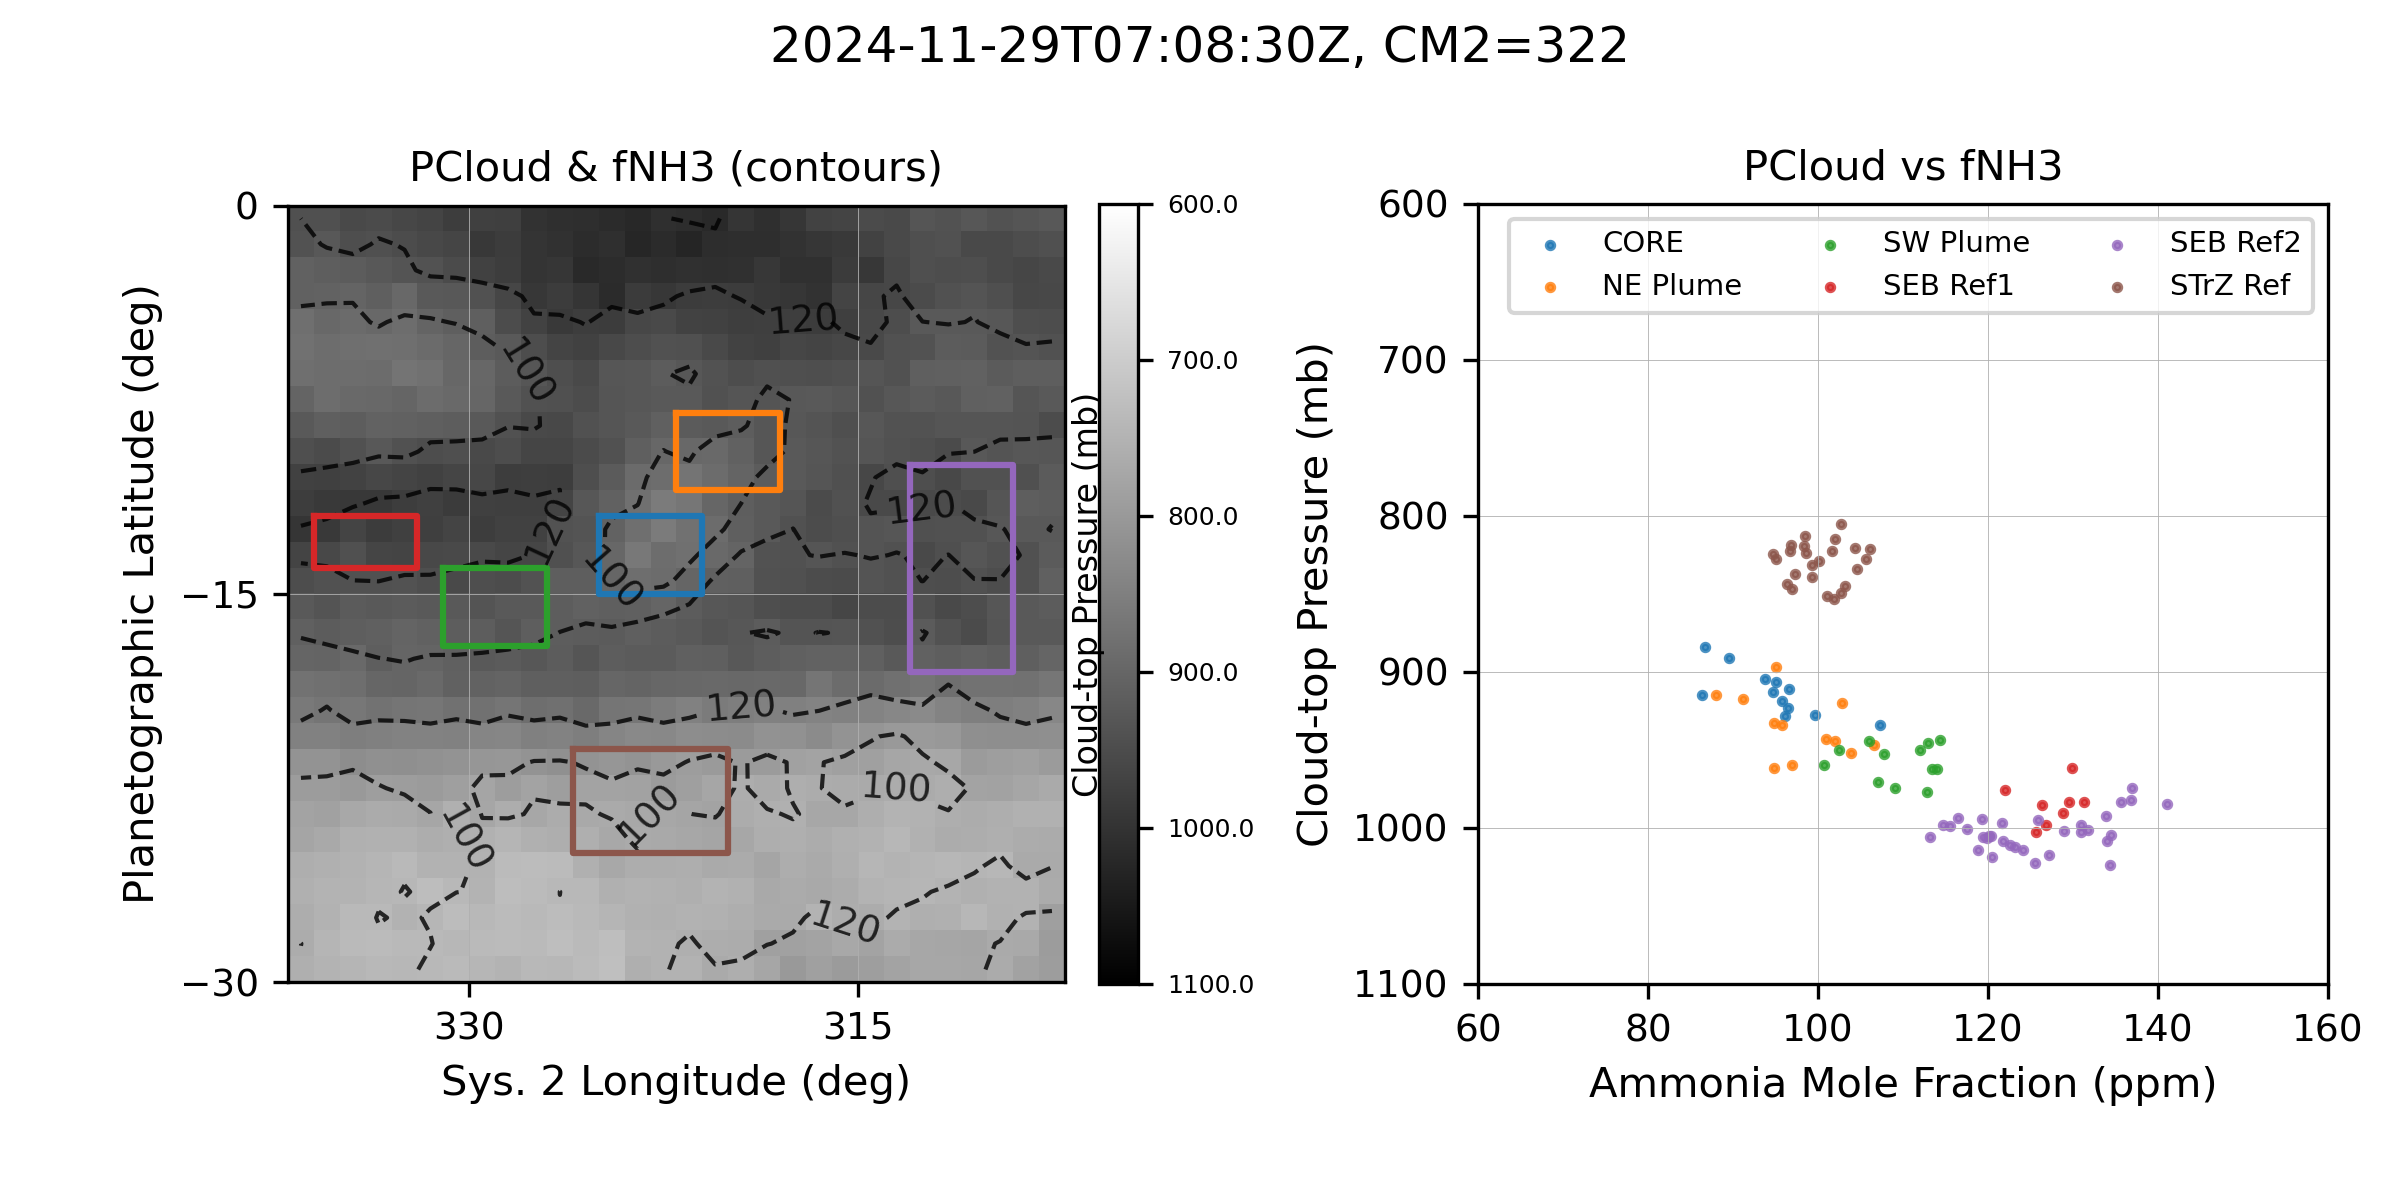 2024-11-29T07:08:30Z, CM2=322
PCloud & fNH3 (contours)
0
−15
−30
330
315
Planetographic Latitude (deg)
Sys. 2 Longitude (deg)
120
100
120
100
120
120
100
100
100
120
600.0
700.0
800.0
900.0
1000.0
1100.0
Cloud-top Pressure (mb)
PCloud vs fNH3
CORE
NE Plume
SW Plume
SEB Ref1
SEB Ref2
STrZ Ref
600
700
800
900
1000
1100
Cloud-top Pressure (mb)
60
80
100
120
140
160
Ammonia Mole Fraction (ppm)